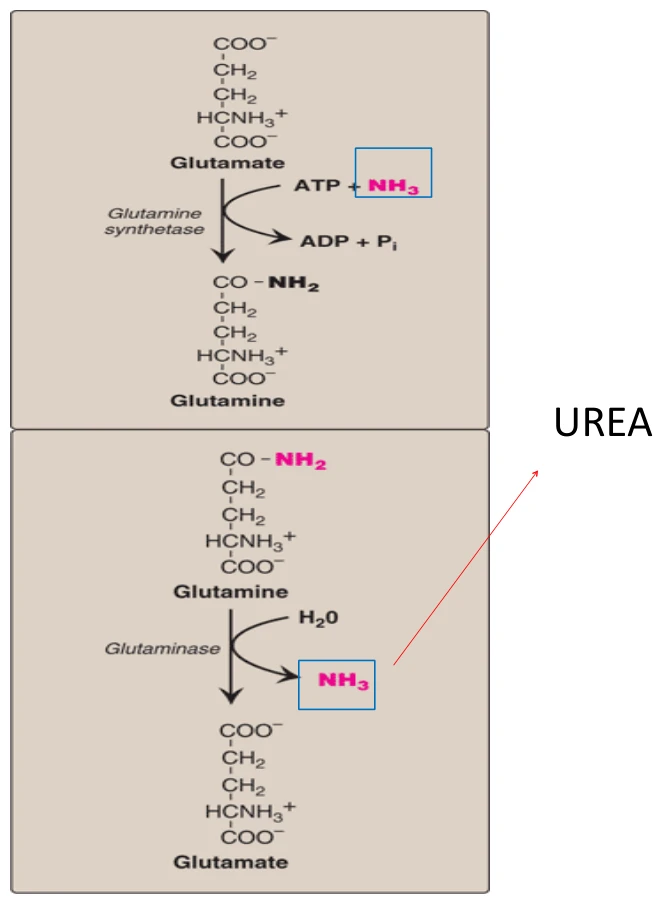 COO⁻
CH₂
CH₂
HCNH₃⁺
COO⁻
Glutamate
ATP + NH₃
Glutamine
synthetase
ADP + Pᵢ
CO – NH₂
CH₂
CH₂
HCNH₃⁺
COO⁻
Glutamine
UREA
CO – NH₂
CH₂
CH₂
HCNH₃⁺
COO⁻
Glutamine
H₂0
Glutaminase
NH₃
COO⁻
CH₂
CH₂
HCNH₃⁺
COO⁻
Glutamate